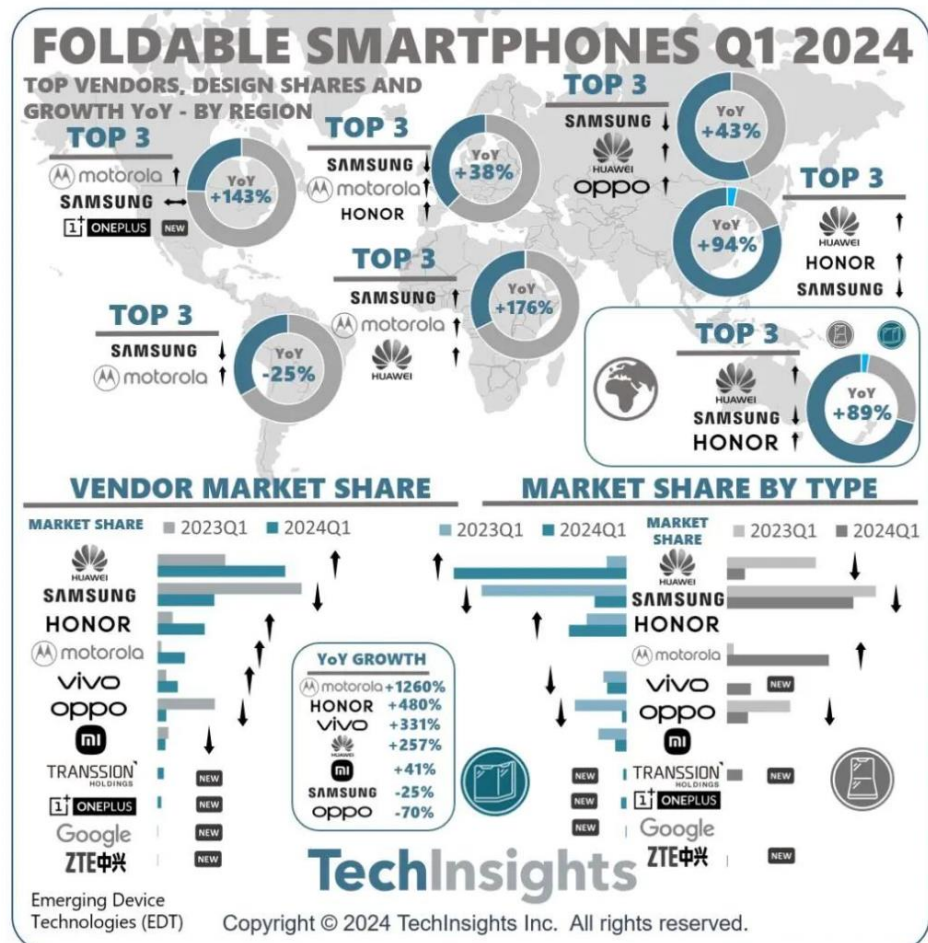 FOLDABLE SMARTPHONES Q1 2024
TOP VENDORS, DESIGN SHARES AND
GROWTH YoY - BY REGION
TOP 3
motorola
SAMSUNG
1+ ONEPLUS NEW
YoY
+143%
TOP 3
SAMSUNG
motorola
HONOR
YoY
+38%
TOP 3
SAMSUNG
HUAWEI
oppo
YoY
+43%
TOP 3
HUAWEI
HONOR
SAMSUNG
YoY
+94%
TOP 3
SAMSUNG
motorola
HUAWEI
YoY
+176%
TOP 3
SAMSUNG
motorola
YoY
-25%
TOP 3
HUAWEI
SAMSUNG
HONOR
YoY
+89%
VENDOR MARKET SHARE
MARKET SHARE 2023Q1 2024Q1
HUAWEI
SAMSUNG
HONOR
motorola
vivo
oppo
mi
TRANSSION HOLDINGS NEW
1+ ONEPLUS NEW
Google NEW
ZTE中兴 NEW
YoY GROWTH
motorola +1260%
HONOR +480%
vivo +331%
HUAWEI +257%
mi +41%
SAMSUNG -25%
oppo -70%
MARKET SHARE BY TYPE
2023Q1 2024Q1 MARKET SHARE 2023Q1 2024Q1
HUAWEI
SAMSUNG
HONOR
motorola
vivo NEW
oppo
mi
NEW TRANSSION HOLDINGS NEW
NEW 1+ ONEPLUS
NEW Google
ZTE中兴 NEW
TechInsights
Emerging Device
Technologies (EDT)
Copyright © 2024 TechInsights Inc. All rights reserved.